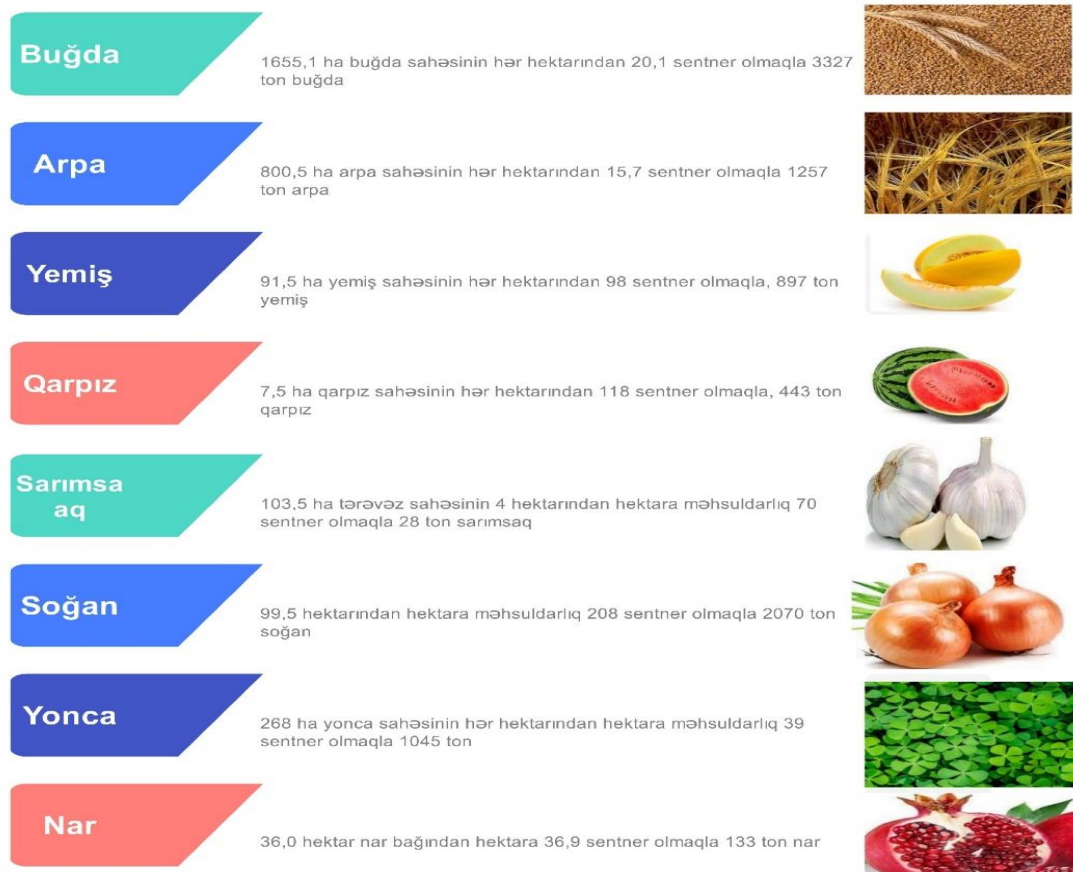 Buğda
1655,1 ha buğda sahəsinin hər hektarından 20,1 sentner olmaqla 3327
ton buğda
Arpa
800,5 ha arpa sahəsinin hər hektarından 15,7 sentner olmaqla 1257
ton arpa
Yemiş
91,5 ha yemiş sahəsinin hər hektarından 98 sentner olmaqla, 897 ton
yemiş
Qarpız
7,5 ha qarpız sahəsinin hər hektarından 118 sentner olmaqla, 443 ton
qarpız
Sarımsa
aq
103,5 ha tərəvəz sahəsinin 4 hektarından hektara məhsuldarlıq 70
sentner olmaqla 28 ton sarımsaq
Soğan
99,5 hektarından hektara məhsuldarlıq 208 sentner olmaqla 2070 ton
soğan
Yonca
268 ha yonca sahəsinin hər hektarından hektara məhsuldarlıq 39
sentner olmaqla 1045 ton
Nar
36,0 hektar nar bağından hektara 36,9 sentner olmaqla 133 ton nar